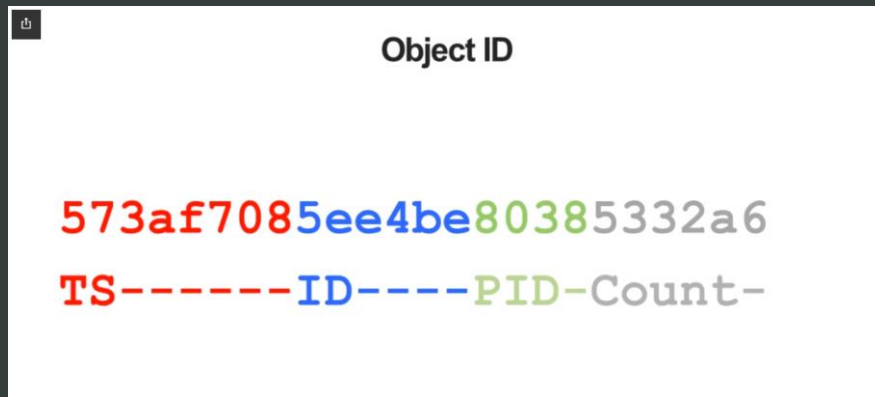 Object ID
573af7085ee4be80385332a6
TS------ID----PID-Count-